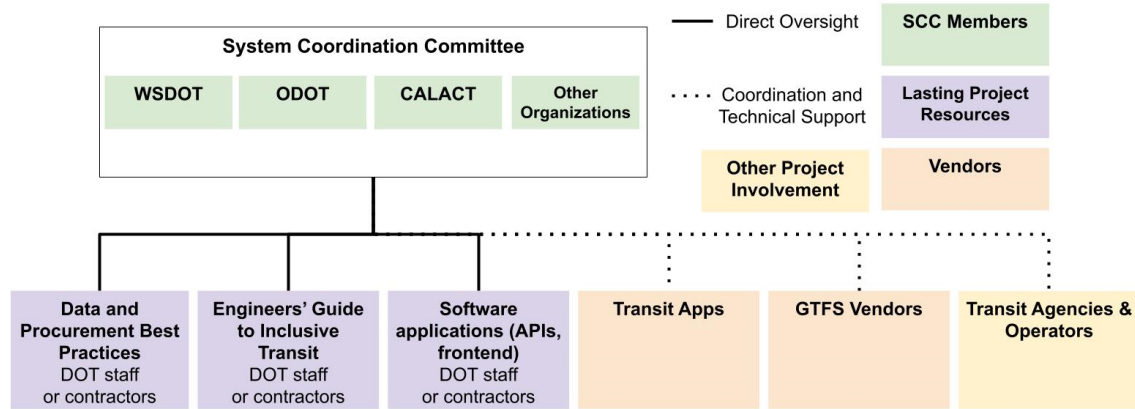 System Coordination Committee
WSDOT
ODOT
CALACT
Other
Organizations
Direct Oversight
SCC Members
Coordination and
Technical Support
Lasting Project
Resources
Other Project
Involvement
Vendors
Data and
Procurement Best
Practices
DOT staff
or contractors
Engineers’ Guide
to Inclusive
Transit
DOT staff
or contractors
Software
applications (APIs,
frontend)
DOT staff
or contractors
Transit Apps
GTFS Vendors
Transit Agencies &
Operators